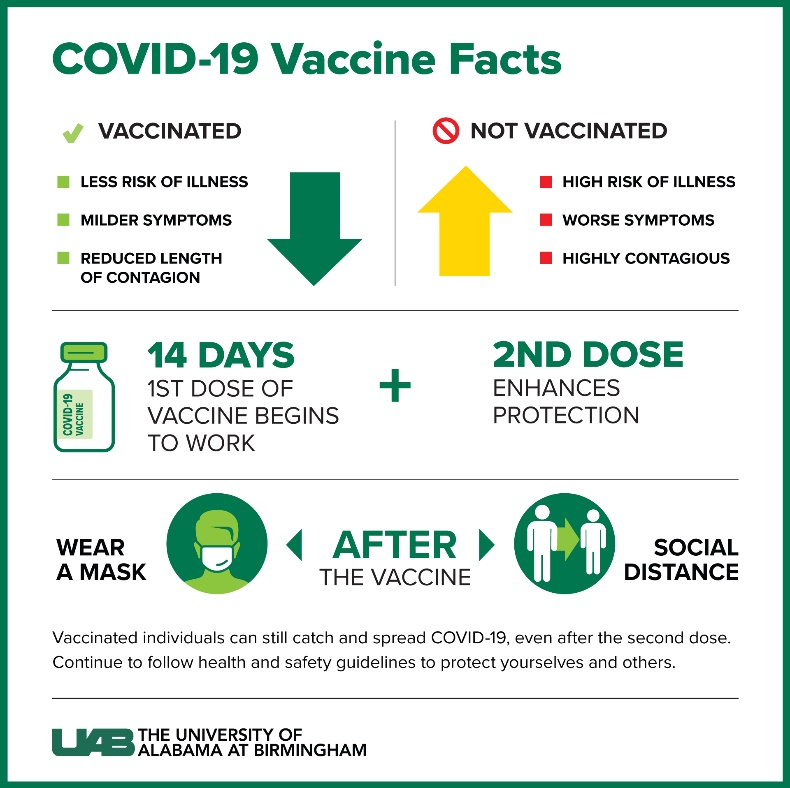 COVID-19 Vaccine Facts
VACCINATED
LESS RISK OF ILLNESS
MILDER SYMPTOMS
REDUCED LENGTH
OF CONTAGION
NOT VACCINATED
HIGH RISK OF ILLNESS
WORSE SYMPTOMS
HIGHLY CONTAGIOUS
COVID-19
VACCINE
14 DAYS
1ST DOSE OF
VACCINE BEGINS
TO WORK
+
2ND DOSE
ENHANCES
PROTECTION
WEAR
A MASK
AFTER
THE VACCINE
SOCIAL
DISTANCE
Vaccinated individuals can still catch and spread COVID-19, even after the second dose.
Continue to follow health and safety guidelines to protect yourselves and others.
UAB THE UNIVERSITY OF
ALABAMA AT BIRMINGHAM